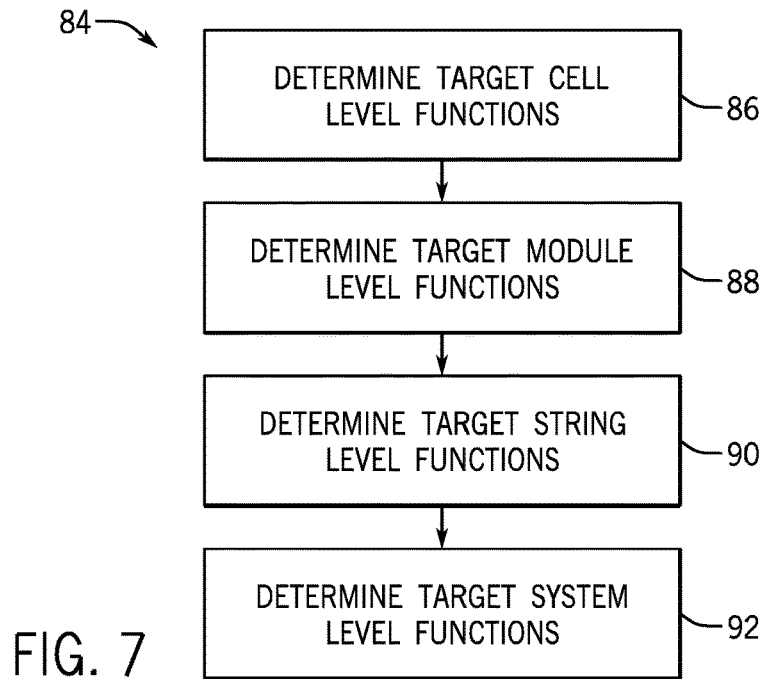 84
DETERMINE TARGET CELL
LEVEL FUNCTIONS
86
DETERMINE TARGET MODULE
LEVEL FUNCTIONS
88
DETERMINE TARGET STRING
LEVEL FUNCTIONS
90
DETERMINE TARGET SYSTEM
LEVEL FUNCTIONS
92
FIG. 7